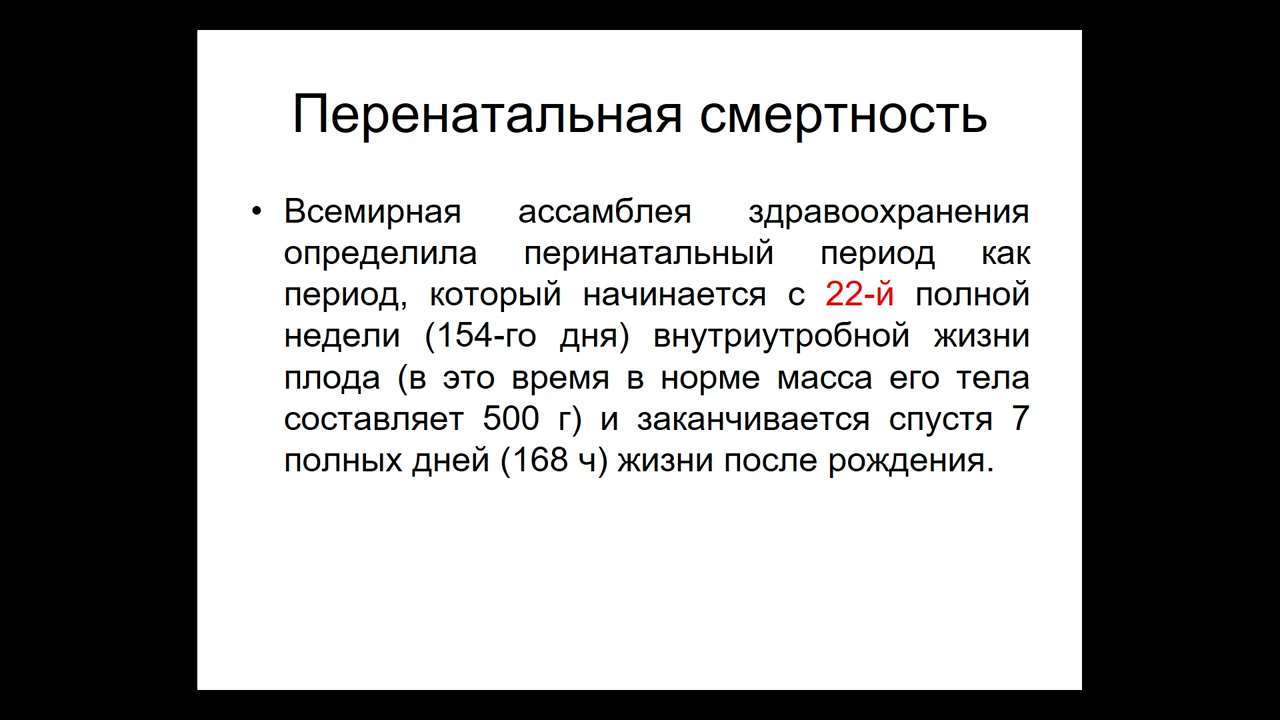 Перенатальная смертность
• Всемирная ассамблея здравоохранения
определила перинатальный период как
период, который начинается с 22-й полной
недели (154-го дня) внутриутробной жизни
плода (в это время в норме масса его тела
составляет 500 г) и заканчивается спустя 7
полных дней (168 ч) жизни после рождения.